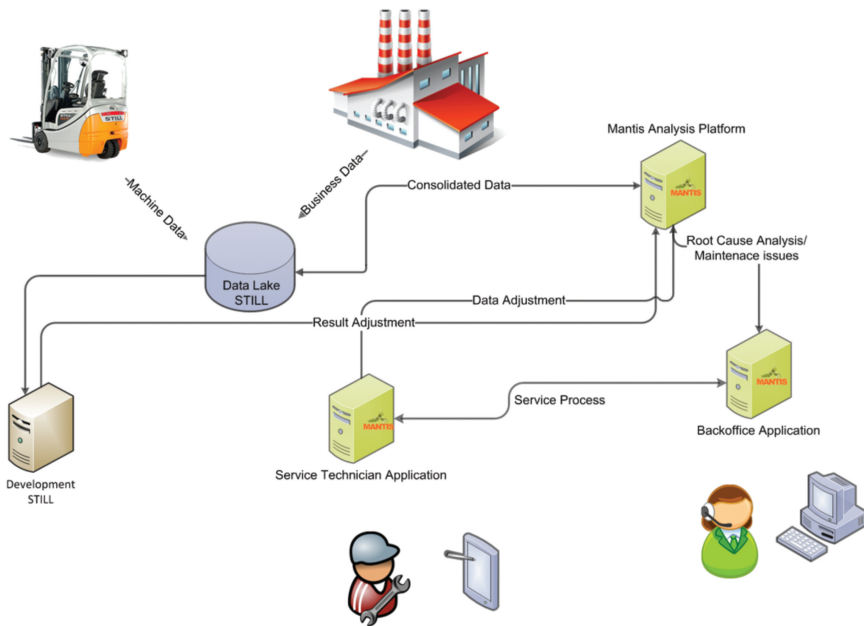 STILL
Mantis Analysis Platform
MANTIS
Machine Data
Business Data
Consolidated Data
Root Cause Analysis/
Maintenace issues
Data Lake
STILL
Data Adjustment
Result Adjustment
MANTIS
MANTIS
Service Process
Backoffice Application
Service Technician Application
Development
STILL